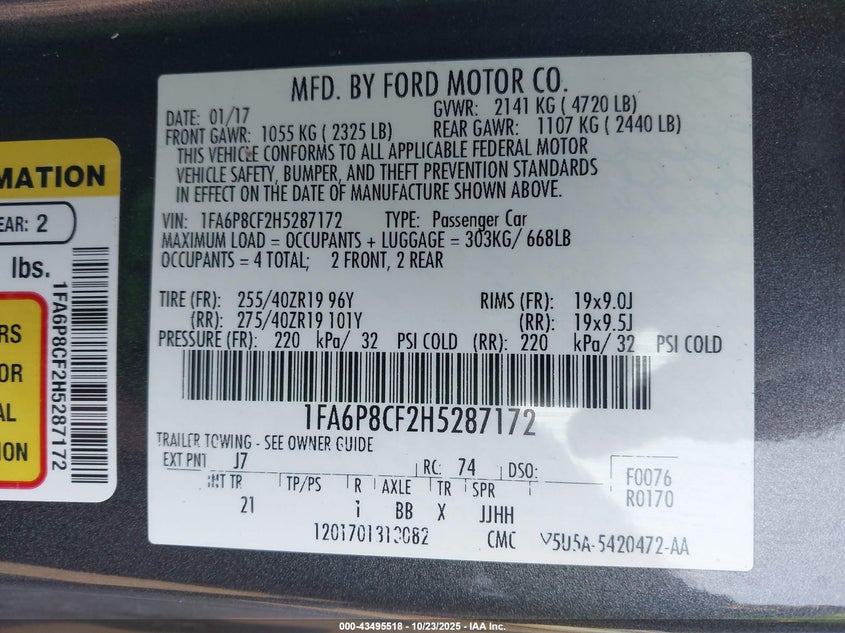 MFD. BY FORD MOTOR CO.
DATE: 01/17 GVWR: 2141 KG ( 4720 LB)
FRONT GAWR: 1055 KG ( 2325 LB) REAR GAWR: 1107 KG ( 2440 LB)
THIS VEHICLE CONFORMS TO ALL APPLICABLE FEDERAL MOTOR
VEHICLE SAFETY, BUMPER, AND THEFT PREVENTION STANDARDS
IN EFFECT ON THE DATE OF MANUFACTURE SHOWN ABOVE.
VIN: 1FA6P8CF2H5287172 TYPE: Passenger Car
MAXIMUM LOAD = OCCUPANTS + LUGGAGE = 303KG/ 668LB
OCCUPANTS = 4 TOTAL; 2 FRONT, 2 REAR
TIRE (FR): 255/40ZR19 96Y RIMS (FR): 19x9.0J
(RR): 275/40ZR19 101Y (RR): 19x9.5J
PRESSURE (FR): 220 kPa/ 32 PSI COLD (RR): 220 kPa/ 32 PSI COLD
1FA6P8CF2H5287172
TRAILER TOWING - SEE OWNER GUIDE
EXT PNT J7 RC: 74 DSO: F0076
INT TR TP/PS R AXLE TR SPR R0170
21 i BB X JJHH
CMC
MATION
EAR: 2
lbs.
RS
OR
AL
ION
1FA6P8CF2H5287172
000-43495518 - 10/23/2025 - IAA Inc.